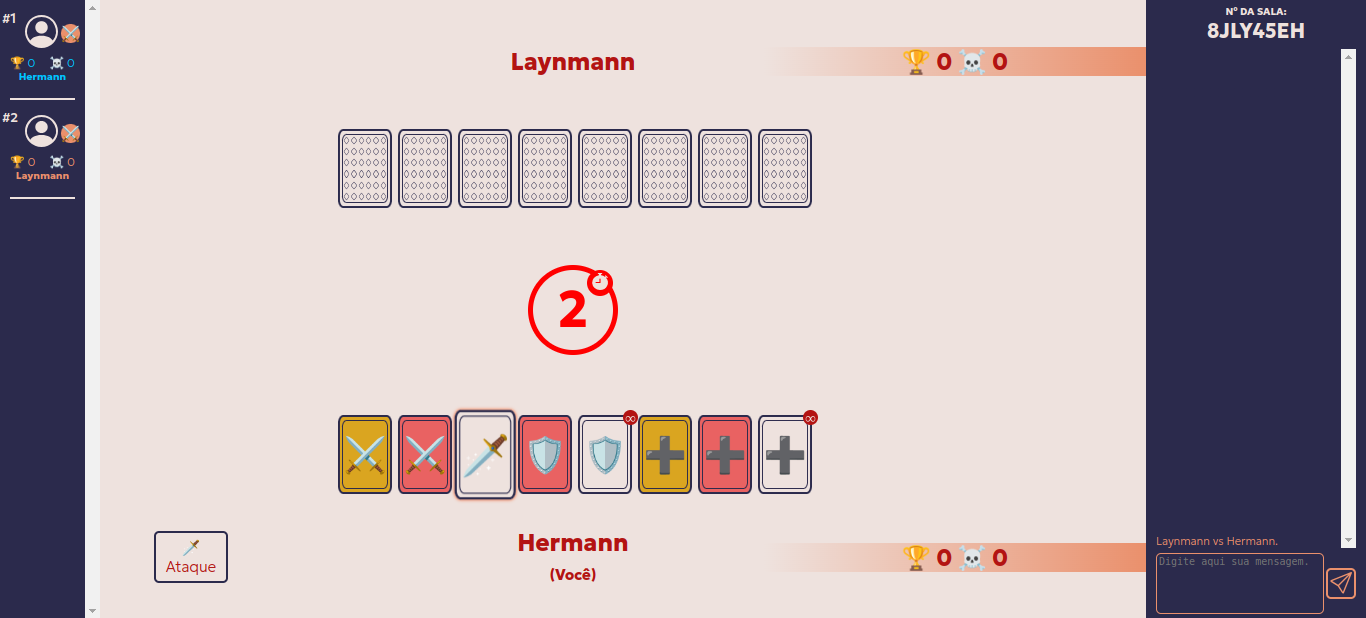 #1
0 0
Hermann
#2
0 0
Laynmann
Laynmann
0 0
2
∞ ∞
Hermann
(Você)
0 0
Ataque
Nº DA SALA:
8JLY45EH
Laynmann vs Hermann.
Digite aqui sua mensagem.